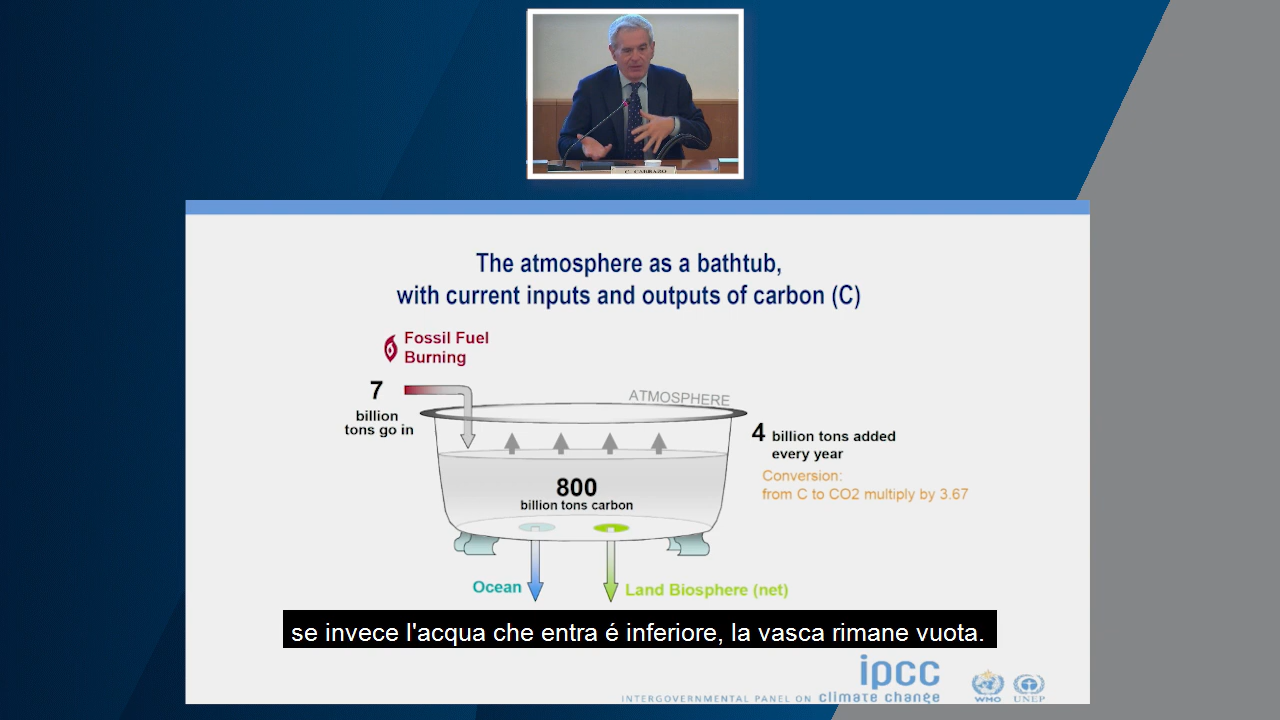 C. CARRARO
The atmosphere as a bathtub,
with current inputs and outputs of carbon (C)
Fossil Fuel
Burning
7
billion
tons go in
ATMOSPHERE
4 billion tons added
every year
Conversion:
from C to CO2 multiply by 3.67
800
billion tons carbon
Ocean
Land Biosphere (net)
se invece l'acqua che entra é inferiore, la vasca rimane vuota.
ipcc
INTERGOVERNMENTAL PANEL ON climate change
WMO
UNEP